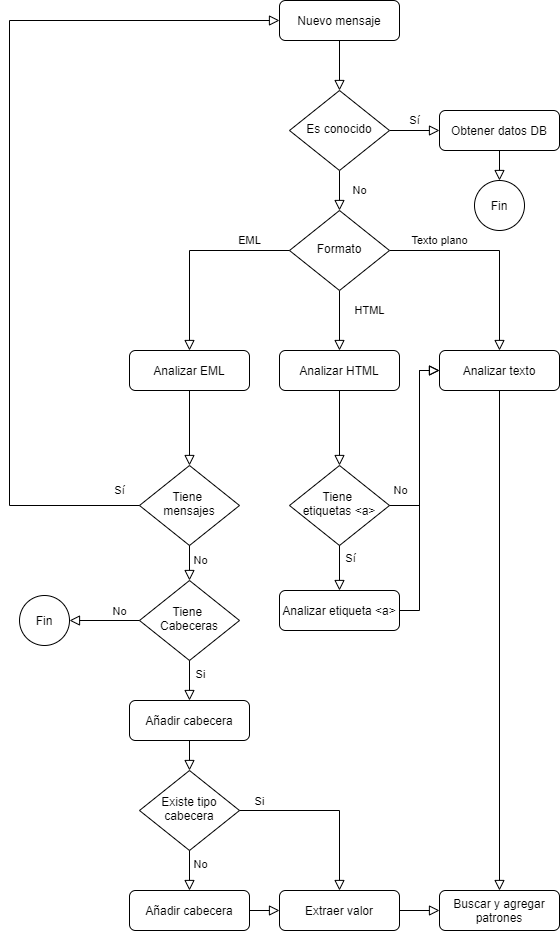 Nuevo mensaje
Es conocido
Sí
Obtener datos DB
No
Fin
Formato
EML
Texto plano
HTML
Analizar EML
Analizar HTML
Analizar texto
Sí
Tiene
mensajes
Tiene
etiquetas <a>
No
No
Sí
Fin
No
Tiene
Cabeceras
Analizar etiqueta <a>
Si
Añadir cabecera
Existe tipo
cabecera
Si
No
Añadir cabecera
Extraer valor
Buscar y agregar
patrones